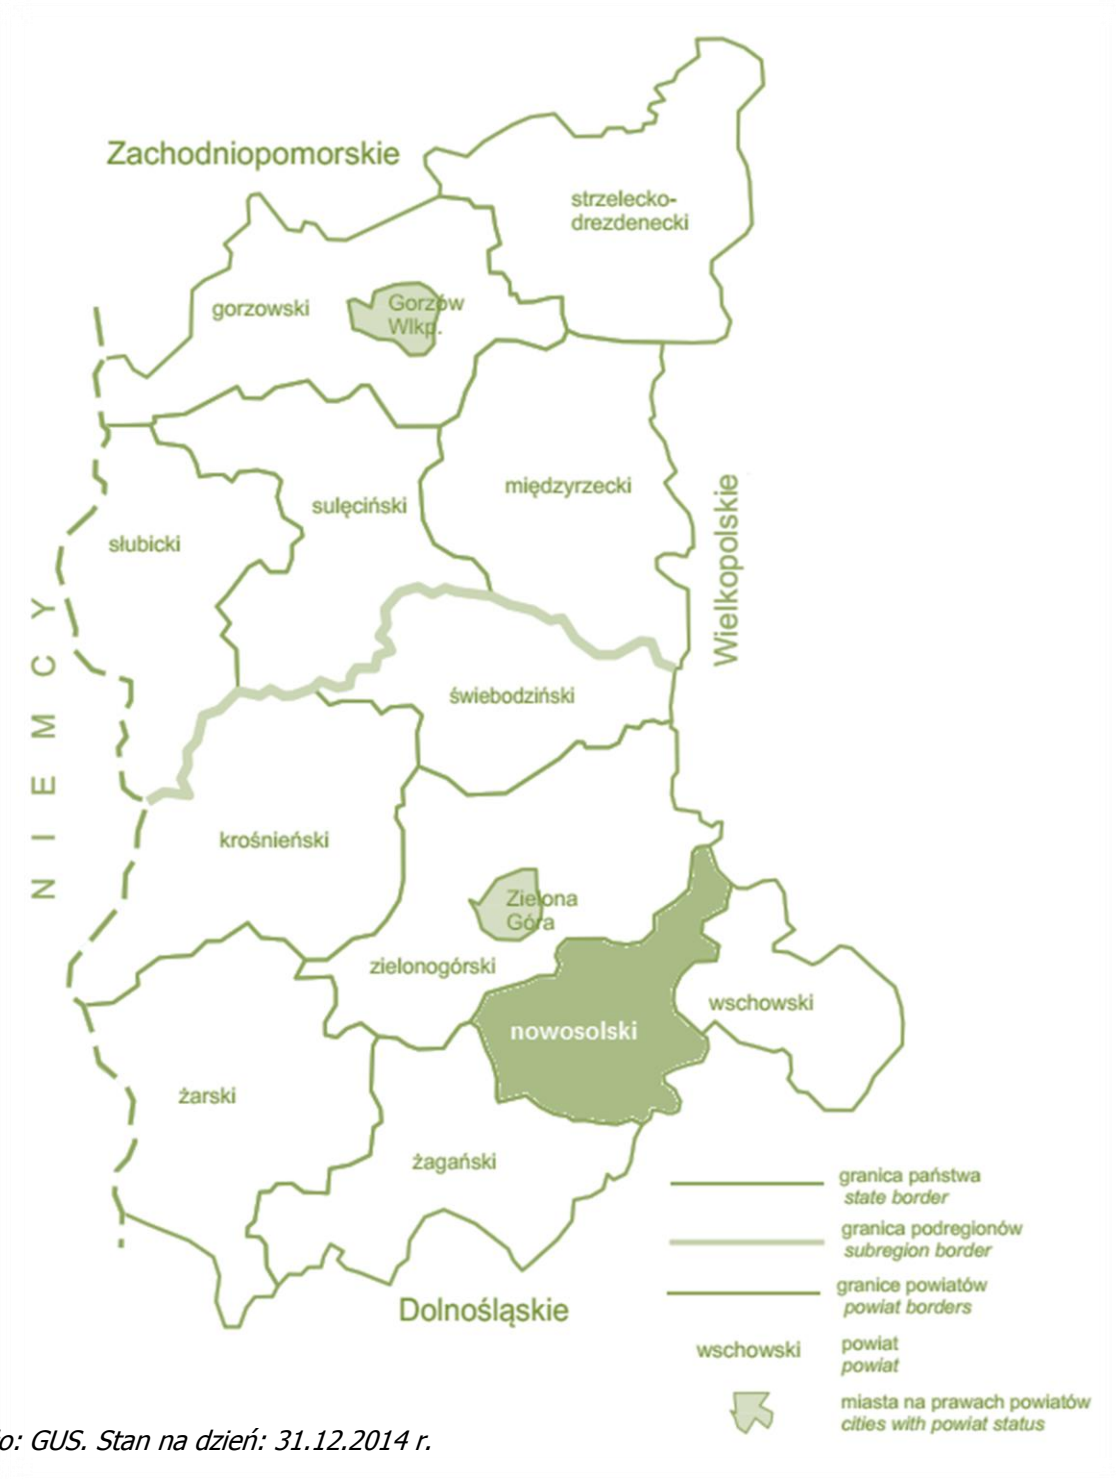 Zachodniopomorskie
strzelecko-
drezdenecki
gorzowski
Gorzów
Wlkp.
międzyrzecki
sulęciński
słubicki
Wielkopolskie
NIEMCY
świebodziński
krośnieński
Zielona
Góra
zielonogórski
wschowski
nowosolski
żarski
żagański
granica państwa
state border
granica podregionów
subregion border
granice powiatów
powiat borders
Dolnośląskie
wschowski
powiat
powiat
miasta na prawach powiatów
cities with powiat status
o: GUS. Stan na dzień: 31.12.2014 r.